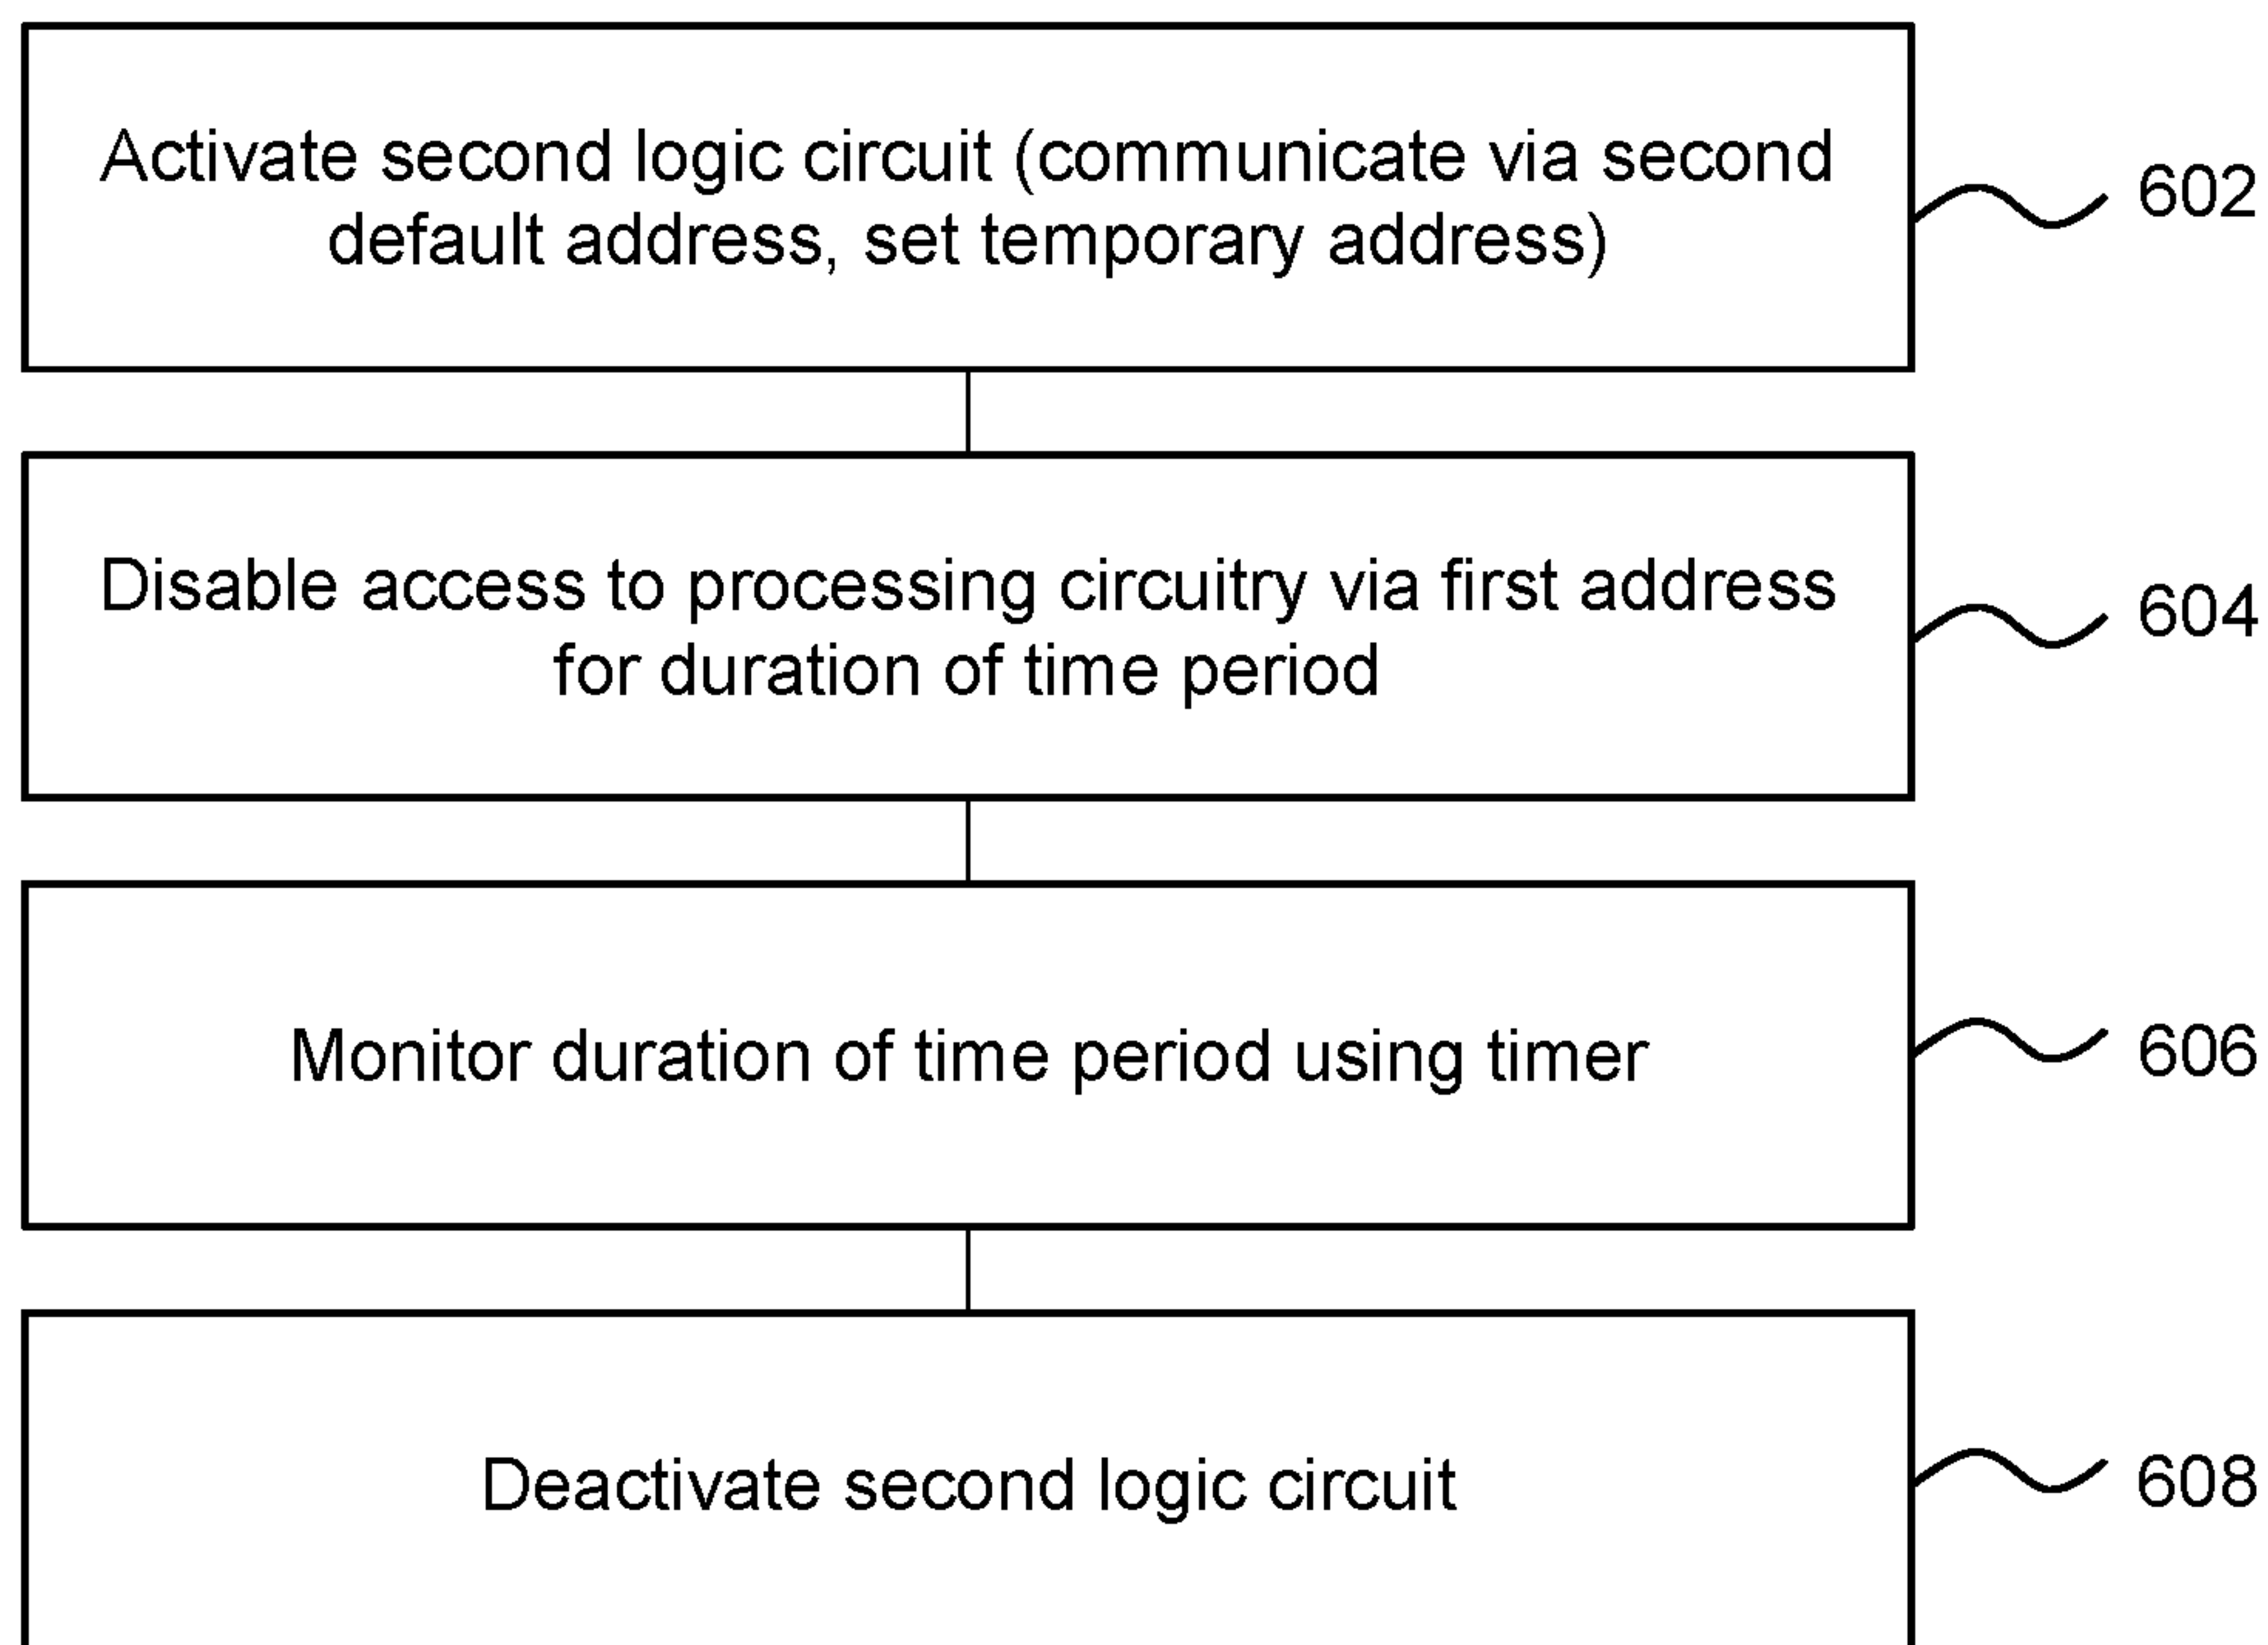 Activate second logic circuit (communicate via second
default address, set temporary address)
602
Disable access to processing circuitry via first address
for duration of time period
604
Monitor duration of time period using timer
606
Deactivate second logic circuit
608